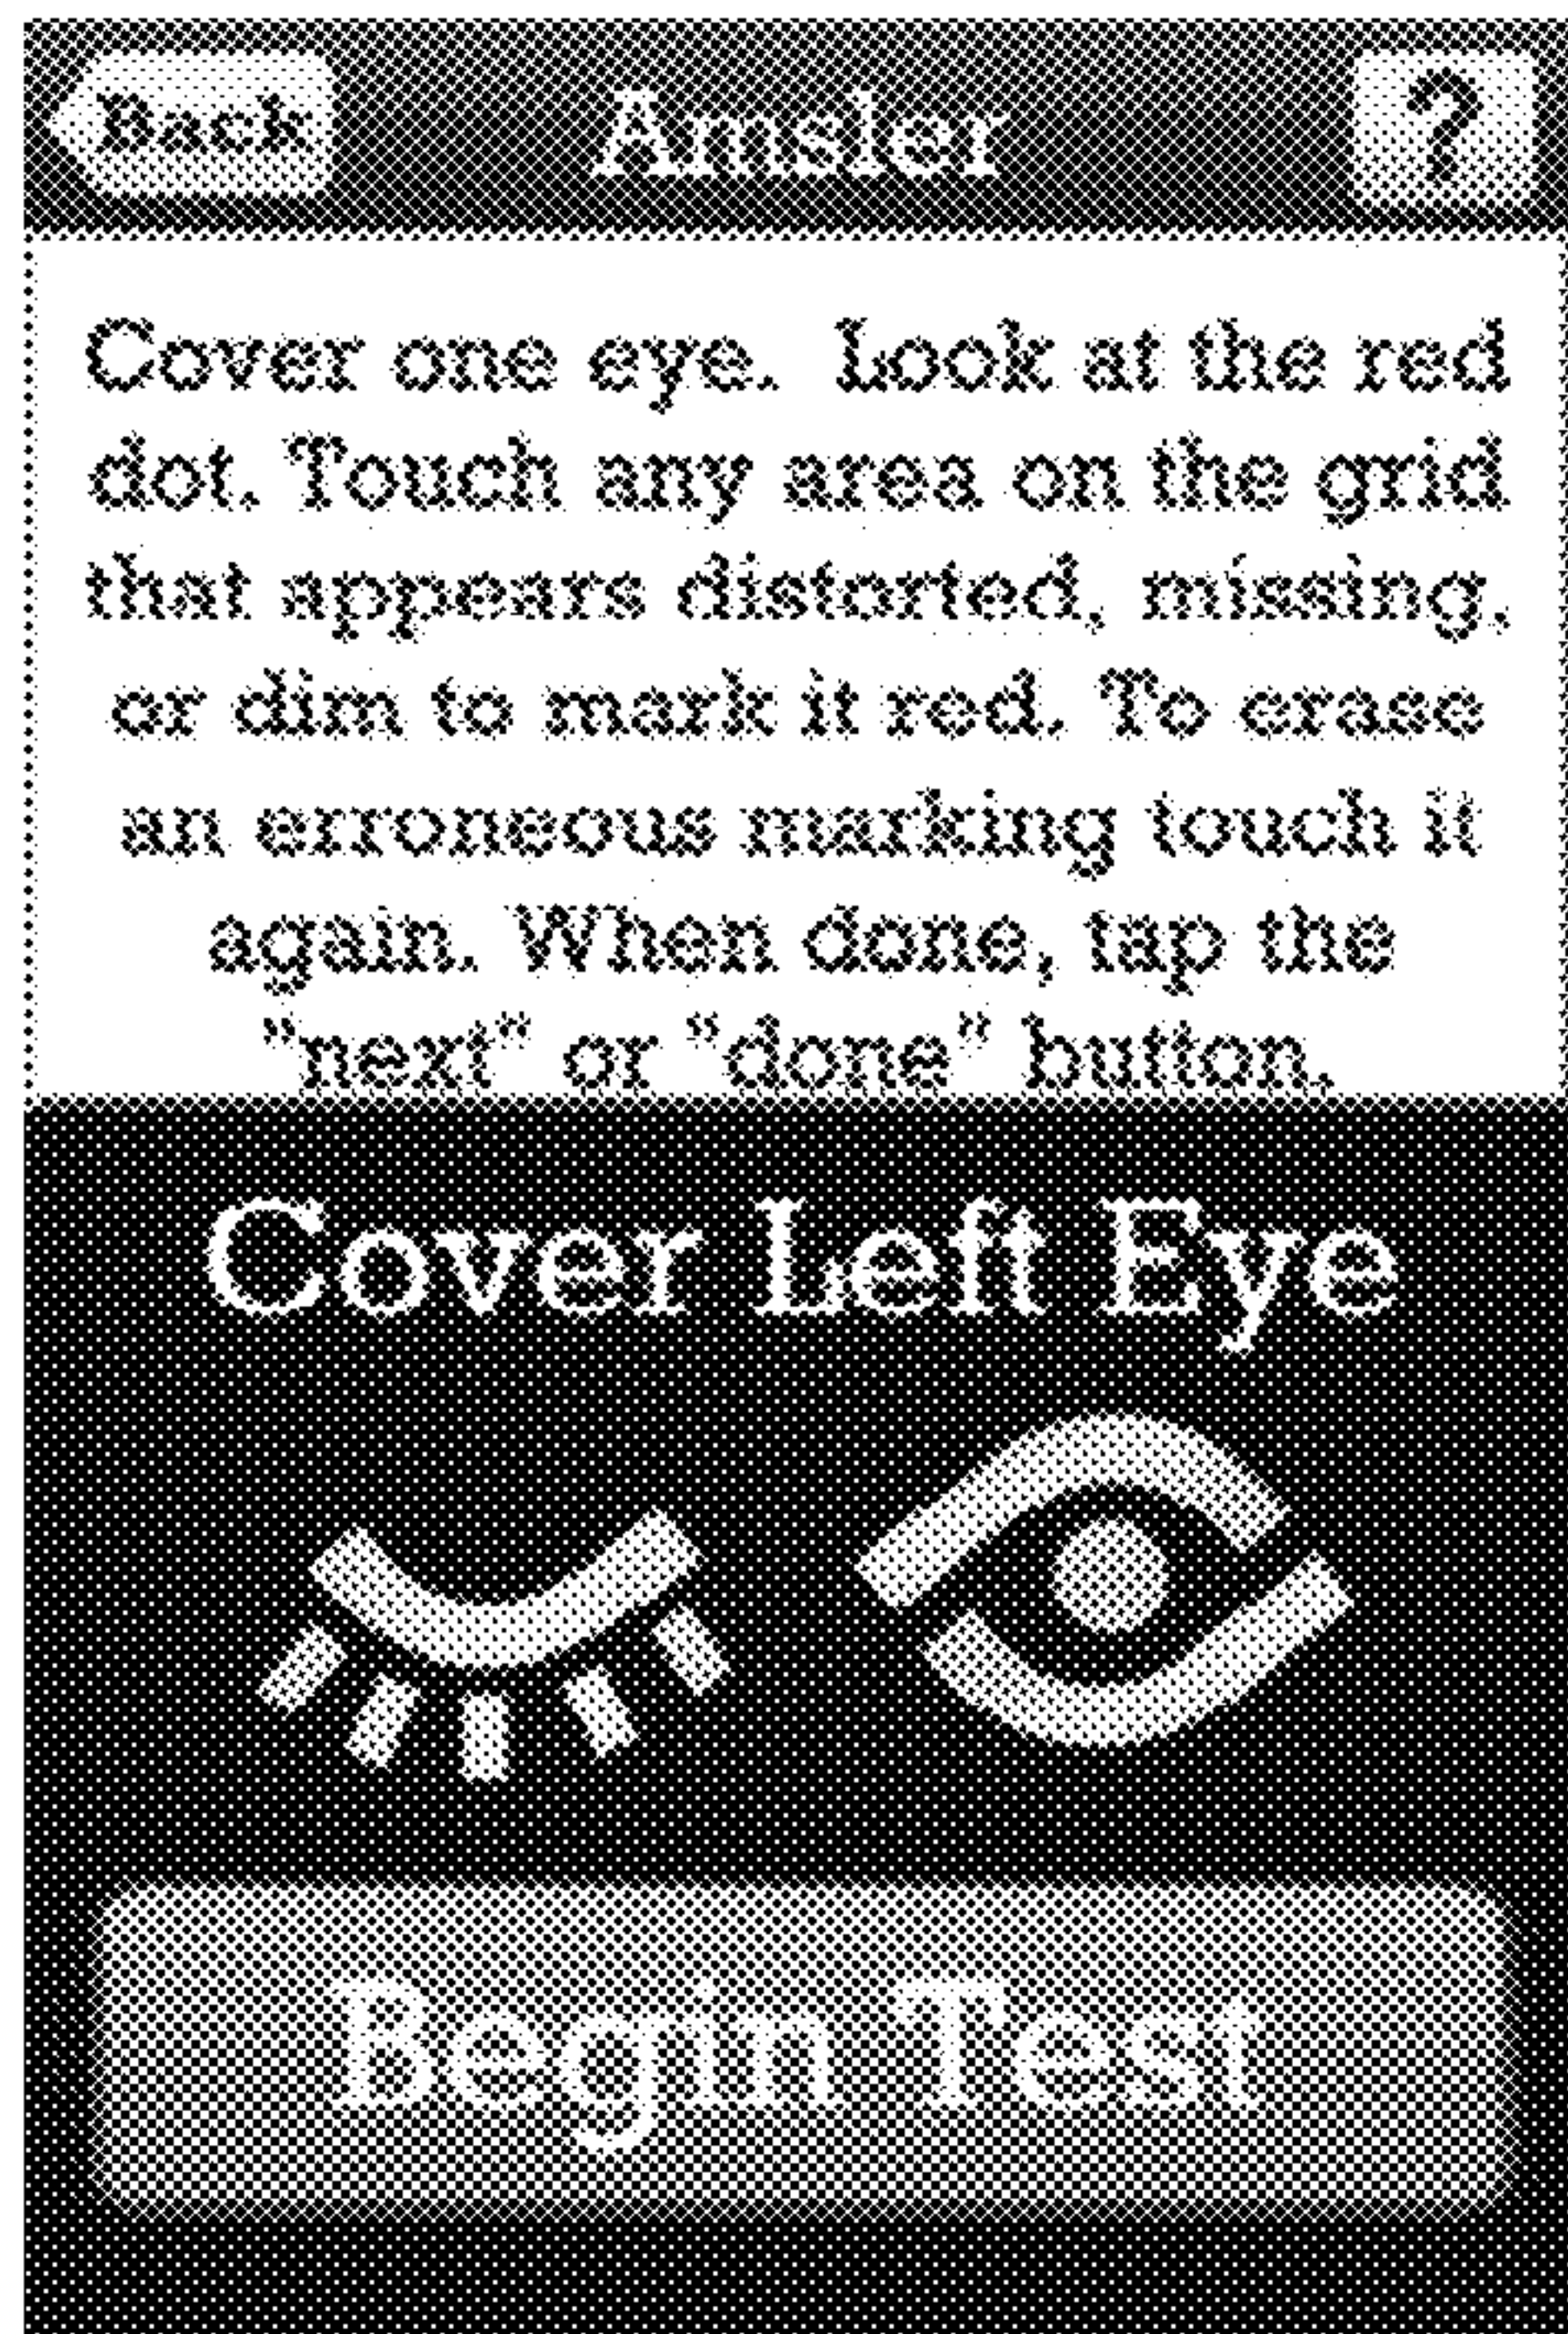 Back Amsler ?
Cover one eye.  Look at the red
dot. Touch any area on the grid
that appears distorted, missing,
or dim to mark it red. To erase
an erroneous marking touch it
again. When done, tap the
"next" or "done" button.
Cover Left Eye
Begin Test